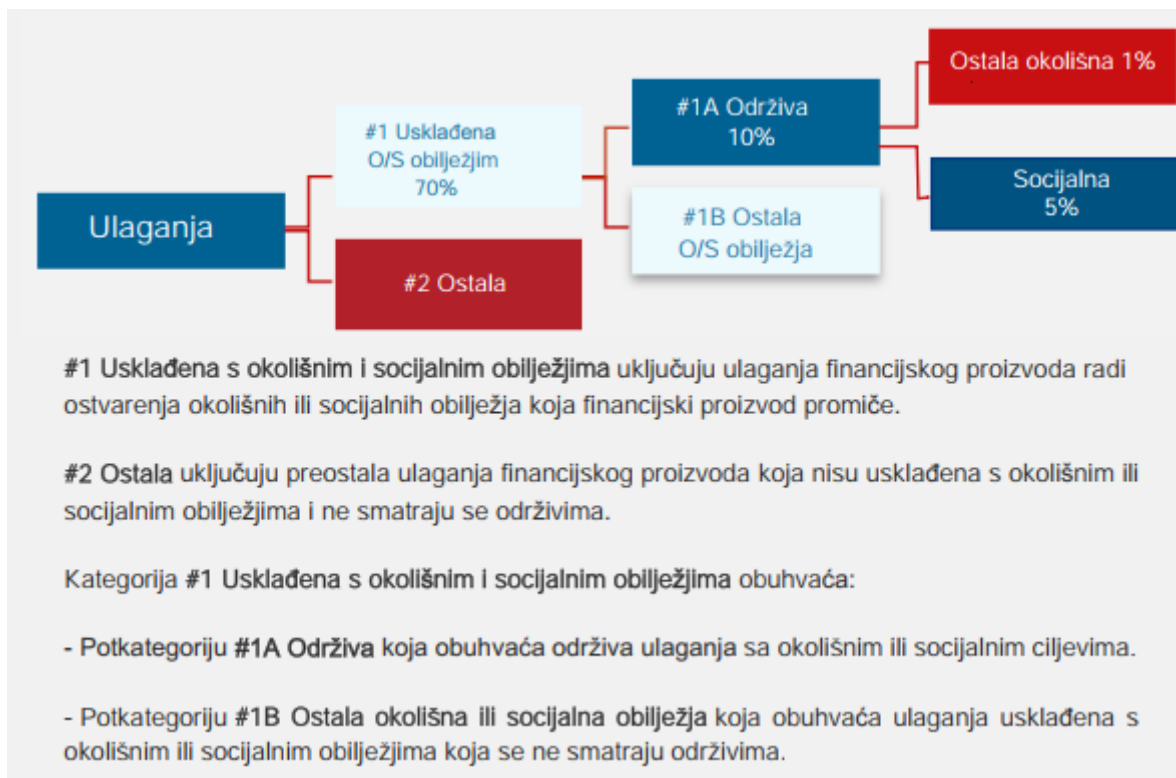 Ostala okolišna 1%
#1A Održiva
10%
#1 Usklađena
O/S obilježjim
70%
Socijalna
5%
Ulaganja
#1B Ostala
O/S obilježja
#2 Ostala
#1 Usklađena s okolišnim i socijalnim obilježjima uključuju ulaganja financijskog proizvoda radi
ostvarenja okolišnih ili socijalnih obilježja koja financijski proizvod promiče.
#2 Ostala uključuju preostala ulaganja financijskog proizvoda koja nisu usklađena s okolišnim ili
socijalnim obilježjima i ne smatraju se održivima.
Kategorija #1 Usklađena s okolišnim i socijalnim obilježjima obuhvaća:
- Potkategoriju #1A Održiva koja obuhvaća održiva ulaganja sa okolišnim ili socijalnim ciljevima.
- Potkategoriju #1B Ostala okolišna ili socijalna obilježja koja obuhvaća ulaganja usklađena s
okolišnim ili socijalnim obilježjima koja se ne smatraju održivima.